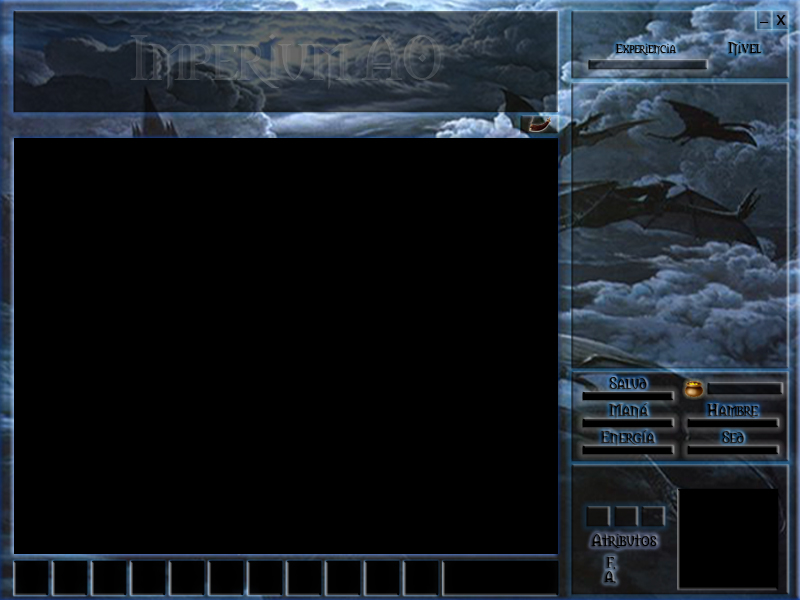 ImperiumAO
X
Experiencia
Nivel
Salud
Maná
Hambre
Energía
Sed
Atributos
F.
A.